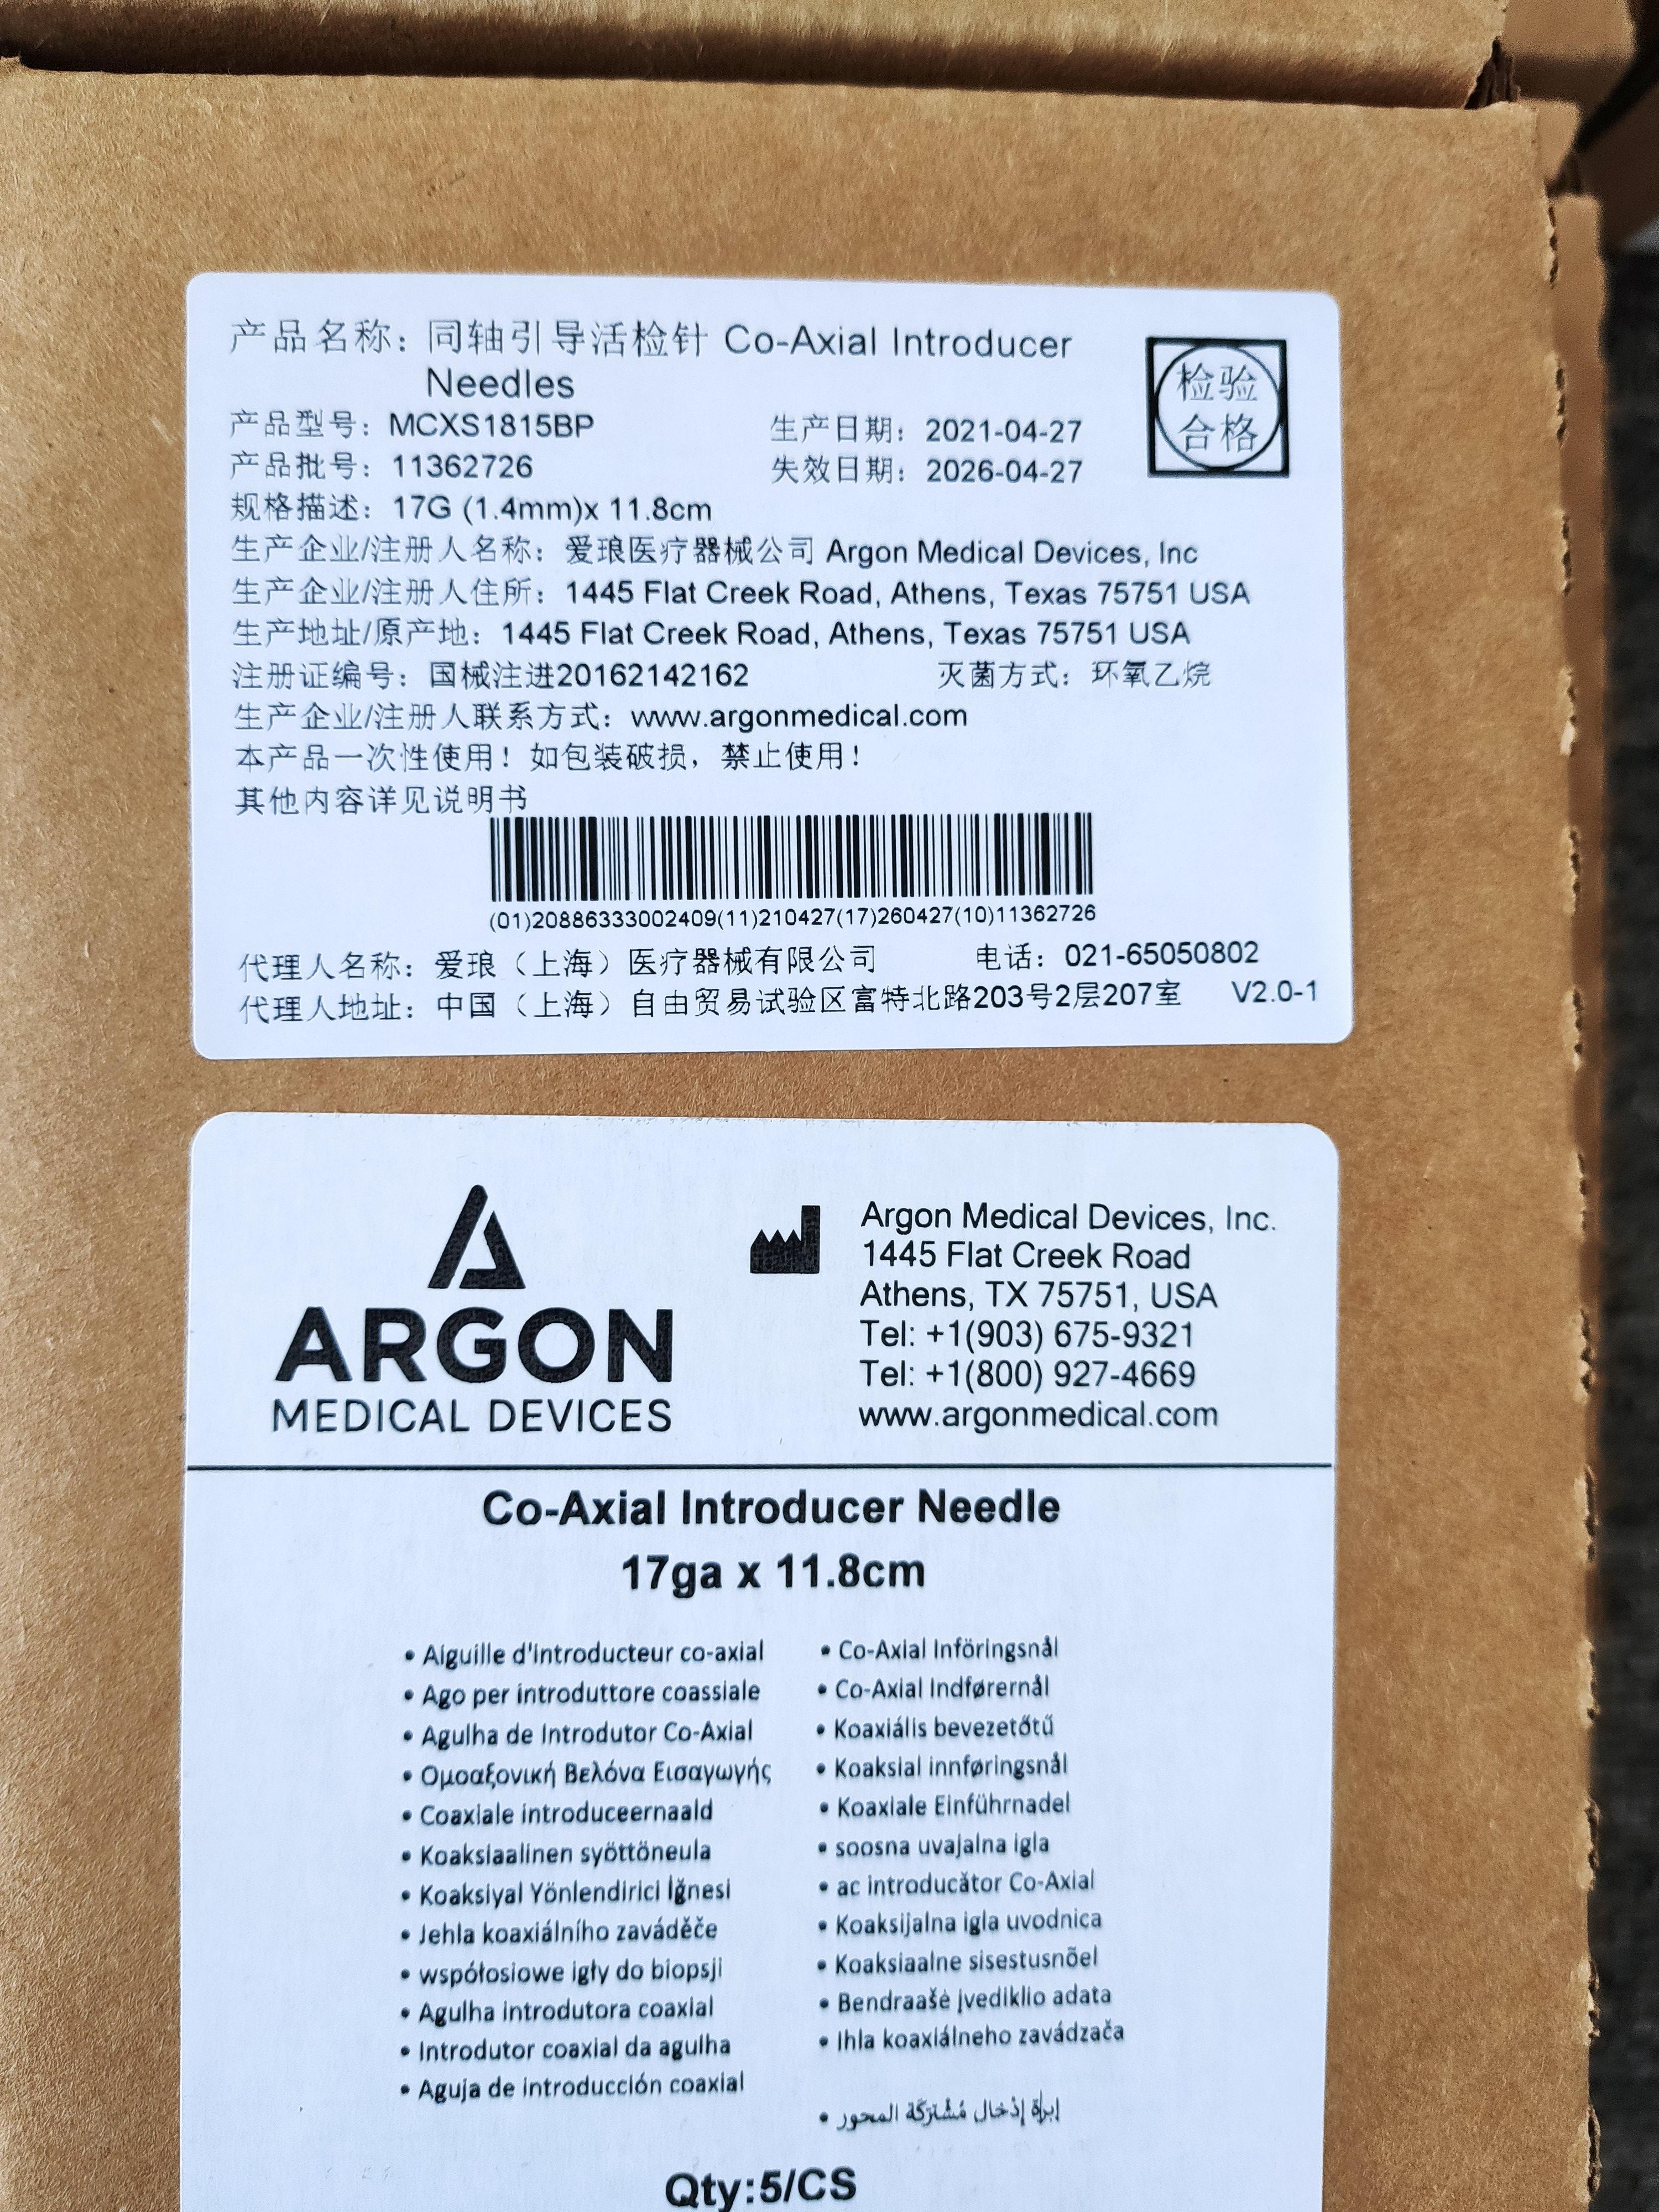 产品名称：同轴引导活检针 Co-Axial Introducer
Needles
检验
合格
产品型号：MCXS1815BP 生产日期：2021-04-27
产品批号：11362726 失效日期：2026-04-27
规格描述：17G (1.4mm)x 11.8cm
生产企业/注册人名称：爱琅医疗器械公司 Argon Medical Devices, Inc
生产企业/注册人住所：1445 Flat Creek Road, Athens, Texas 75751 USA
生产地址/原产地：1445 Flat Creek Road, Athens, Texas 75751 USA
注册证编号：国械注进20162142162 灭菌方式：环氧乙烷
生产企业/注册人联系方式：www.argonmedical.com
本产品一次性使用！如包装破损，禁止使用！
其他内容详见说明书
(01)20886333002409(11)210427(17)260427(10)11362726
代理人名称：爱琅（上海）医疗器械有限公司 电话：021-65050802
代理人地址：中国（上海）自由贸易试验区富特北路203号2层207室 V2.0-1
ARGON
MEDICAL DEVICES
Argon Medical Devices, Inc.
1445 Flat Creek Road
Athens, TX 75751, USA
Tel: +1(903) 675-9321
Tel: +1(800) 927-4669
www.argonmedical.com
Co-Axial Introducer Needle
17ga x 11.8cm
• Aiguille d'introducteur co-axial
• Ago per introduttore coassiale
• Agulha de Introdutor Co-Axial
• Ομοαξονική Βελόνα Εισαγωγής
• Coaxiale introduceernaald
• Koaksiaalinen syöttöneula
• Koaksiyal Yönlendirici İğnesi
• Jehla koaxiálního zaváděče
• współosiowe igły do biopsji
• Agulha introdutora coaxial
• Introdutor coaxial da agulha
• Aguja de introducción coaxial
• Co-Axial Införingsnål
• Co-Axial Indførernål
• Koaxiális bevezetőtű
• Koaksial innføringsnål
• Koaxiale Einführnadel
• soosna uvajalna igla
• ac introducător Co-Axial
• Koaksijalna igla uvodnica
• Koaksiaalne sisestusnõel
• Bendraašė įvediklio adata
• Ihla koaxiálneho zavádzača
• إبرة إدْخال مُشْتَرَكَة المحور
Qty:5/CS